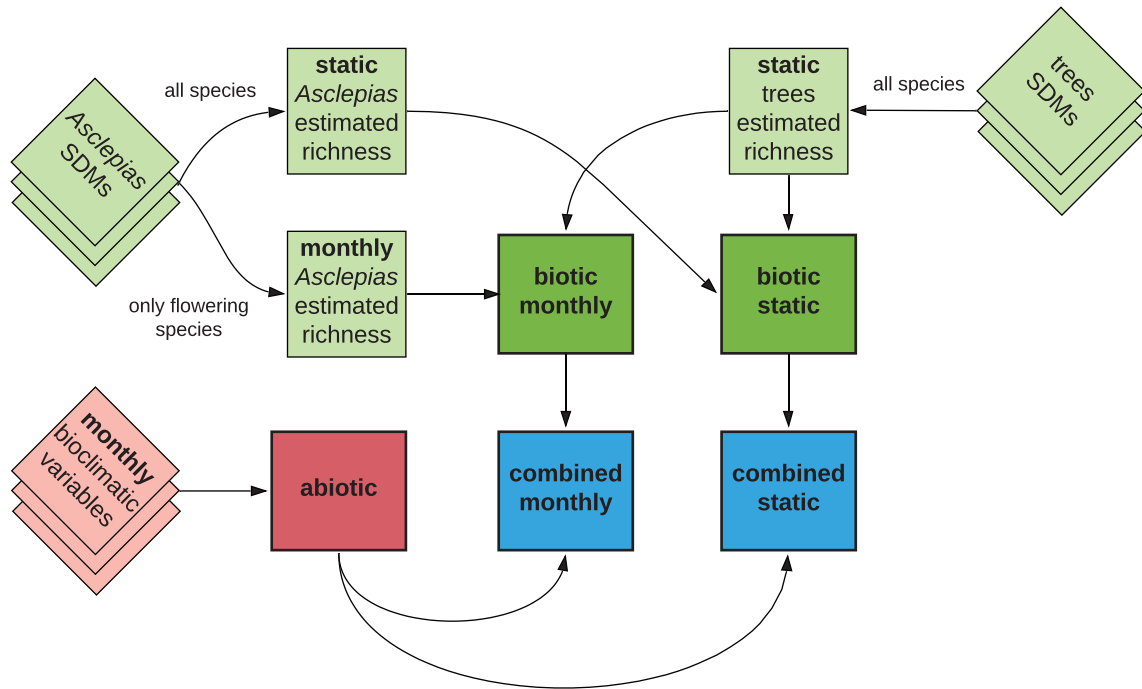 all species
static
Asclepias
estimated
richness
static
trees
estimated
richness
all species
trees
SDMs
Asclepias
SDMs
only flowering
species
monthly
Asclepias
estimated
richness
biotic
monthly
biotic
static
monthly
bioclimatic
variables
abiotic
combined
monthly
combined
static